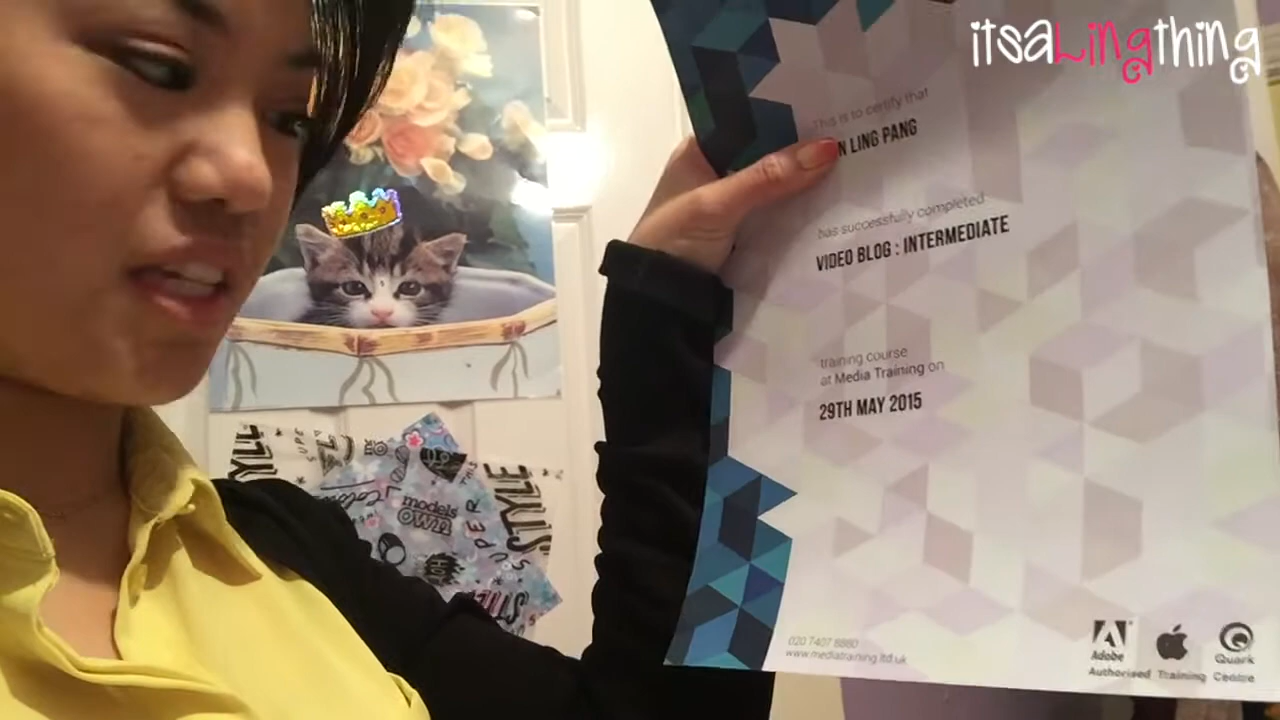 itsaLingthing
This is to certify that
N LING PANG
has successfully completed
VIDEO BLOG : INTERMEDIATE
training course
at Media Training on
29TH MAY 2015
020 7407 8860
www.mediatraining.ltd.uk
Adobe
Quark
Authorised Training Centre
STYLE
models
OWN
SUPER
STYLE